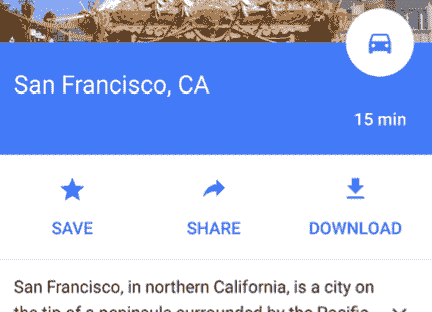 San Francisco, CA
15 min
SAVE
SHARE
DOWNLOAD
San Francisco, in northern California, is a city on
the tip of a peninsula surrounded by the Pacific